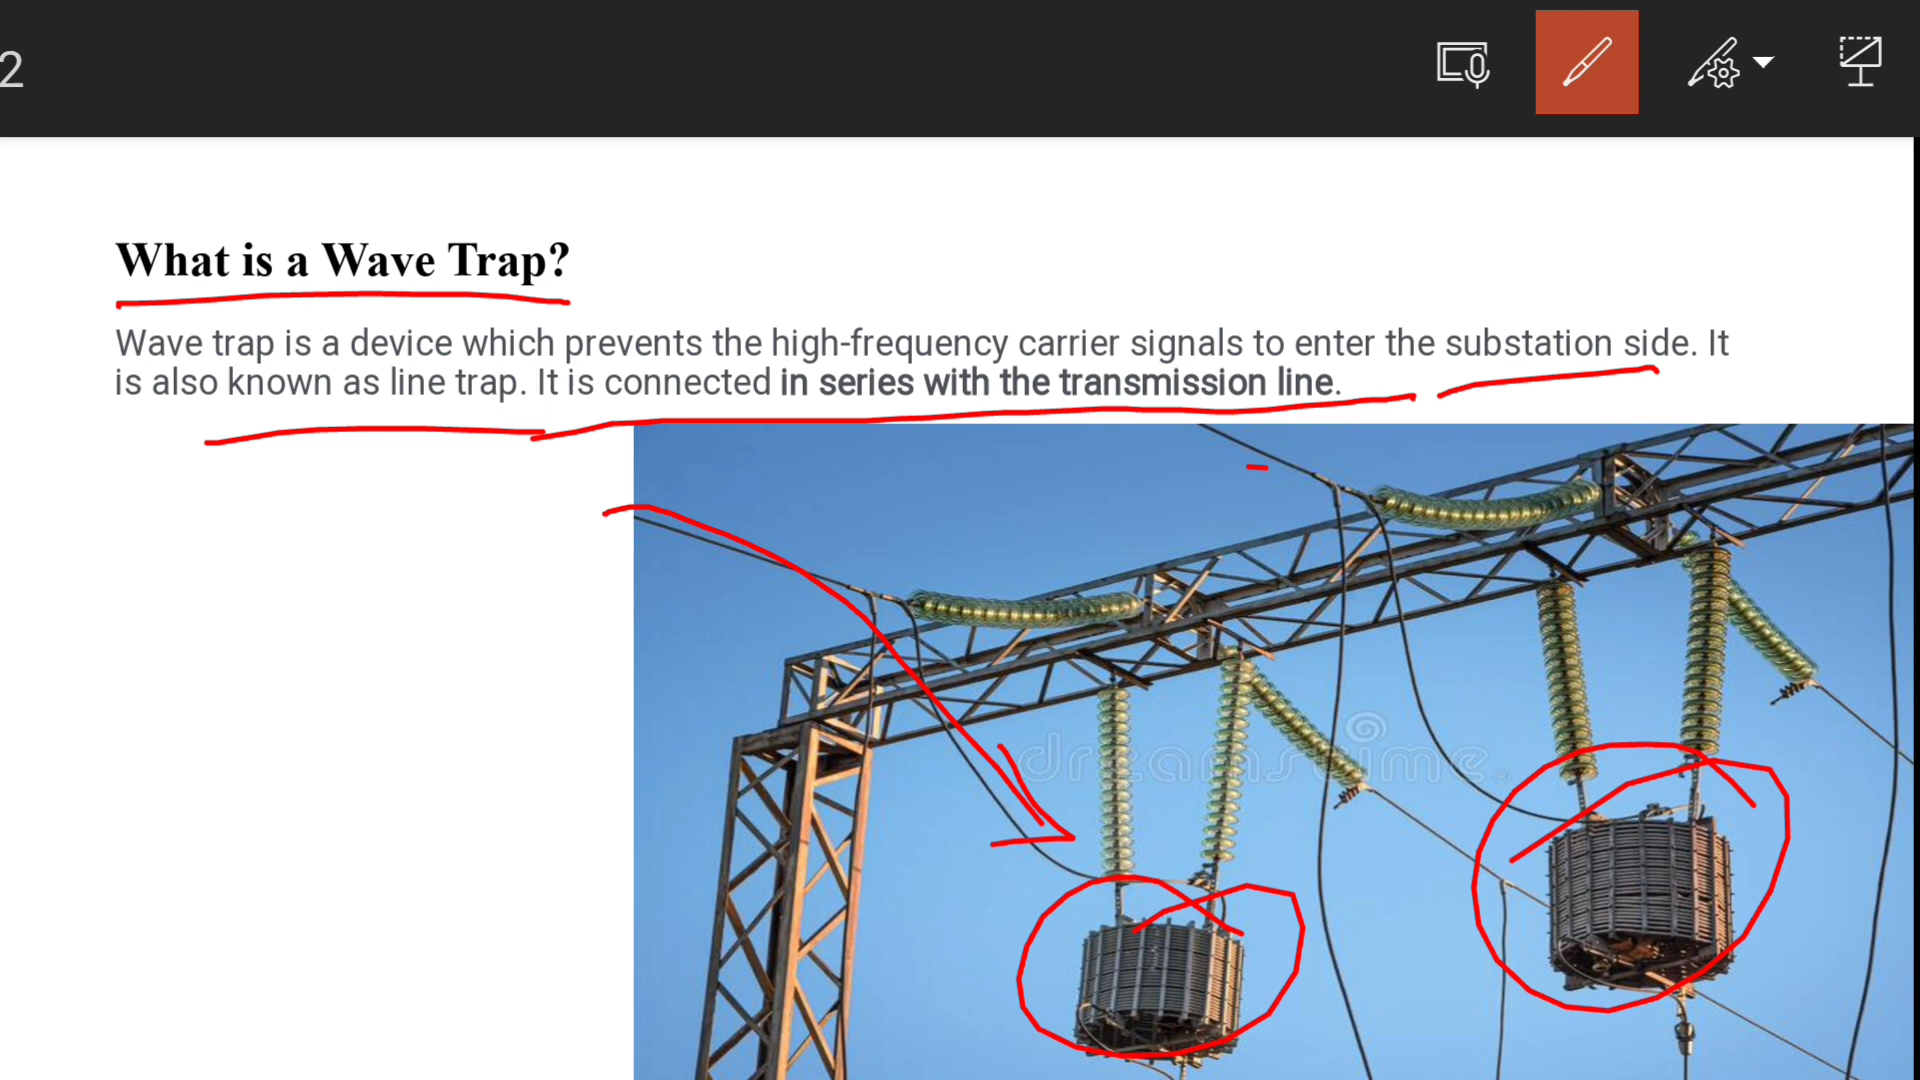 2
What is a Wave Trap?
Wave trap is a device which prevents the high-frequency carrier signals to enter the substation side. It
is also known as line trap. It is connected in series with the transmission line.
dreamstime.